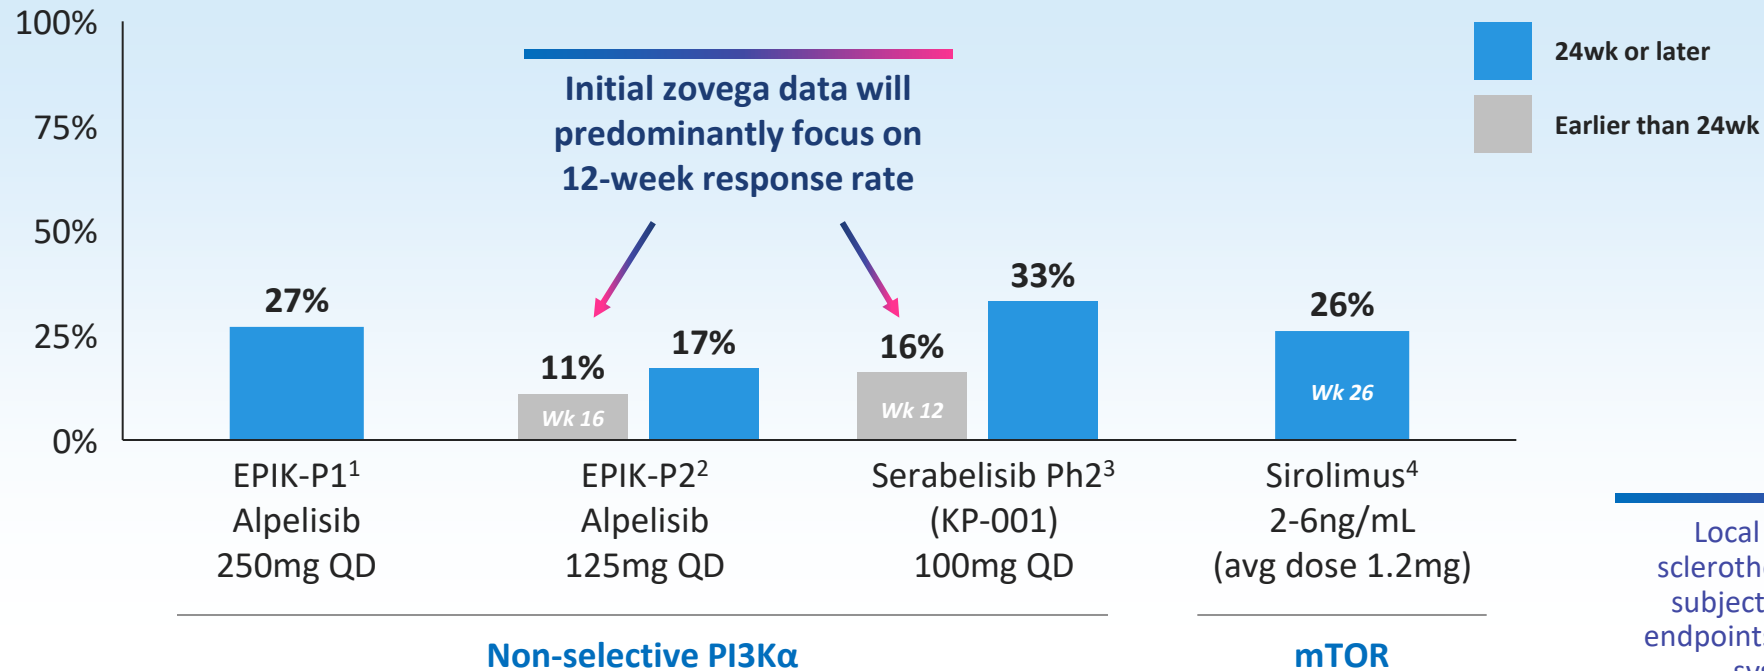 100%
75%
50%
25%
0%
Initial zovega data will
predominantly focus on
12-week response rate
24wk or later
Earlier than 24wk
27%
11%
Wk 16
17%
16%
Wk 12
33%
26%
Wk 26
EPIK-P1¹
Alpelisib
250mg QD
EPIK-P2²
Alpelisib
125mg QD
Serabelisib Ph2³
(KP-001)
100mg QD
Sirolimus⁴
2-6ng/mL
(avg dose 1.2mg)
Non-selective PI3Kα
mTOR
Local
subject
endpoint